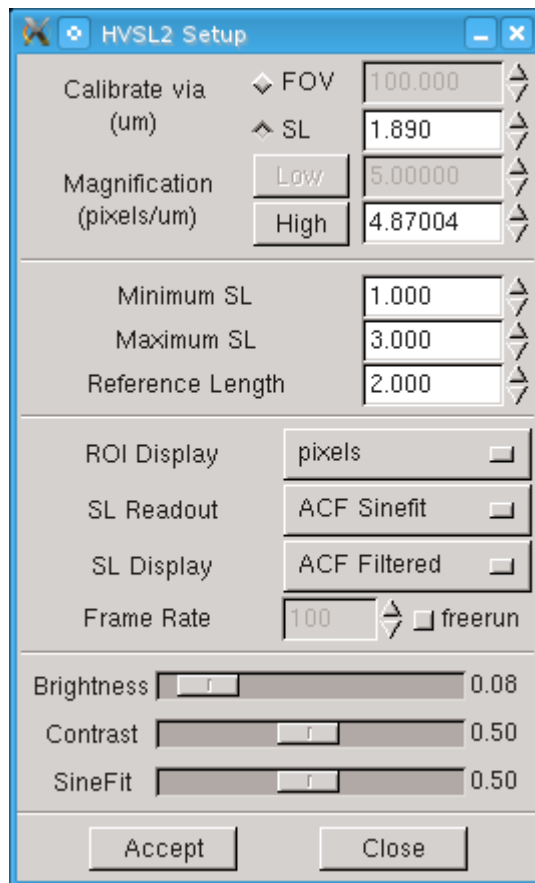 HVSL2 Setup
Calibrate via
(um)
FOV 100.000
SL 1.890
Magnification
(pixels/um)
Low 5.00000
High 4.87004
Minimum SL 1.000
Maximum SL 3.000
Reference Length 2.000
ROI Display pixels
SL Readout ACF Sinefit
SL Display ACF Filtered
Frame Rate 100 freerun
Brightness 0.08
Contrast 0.50
SineFit 0.50
Accept Close